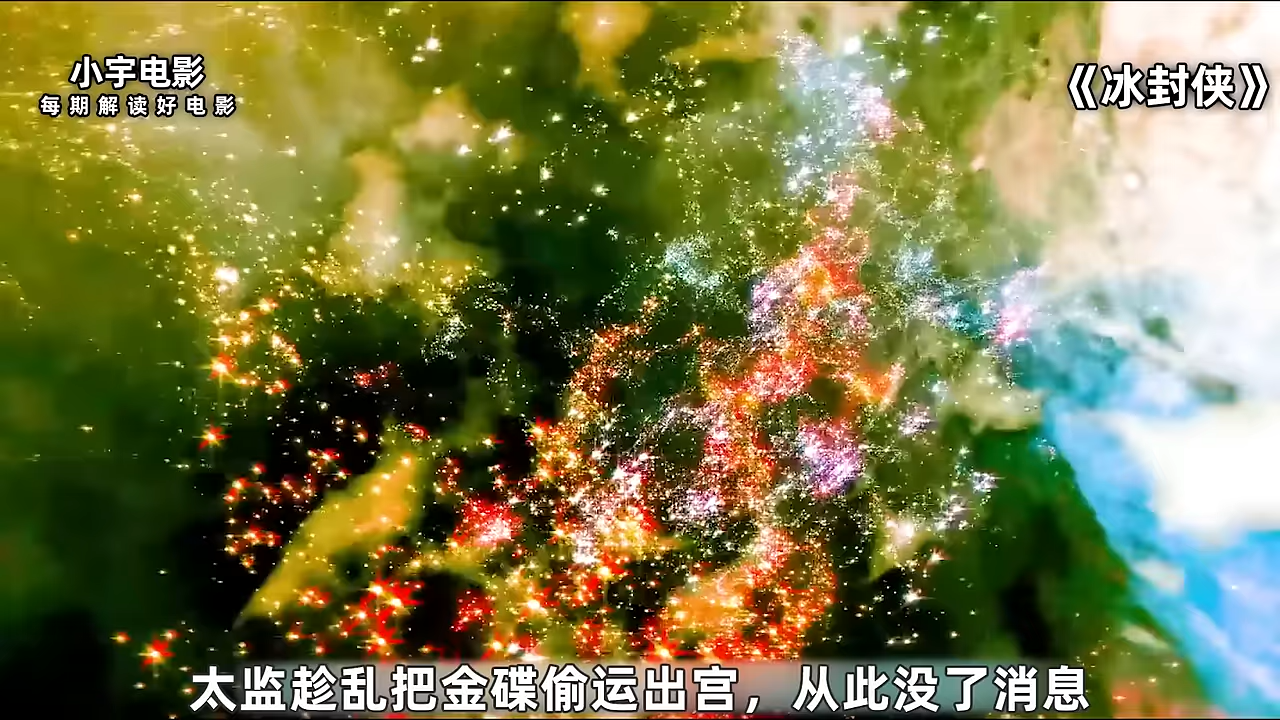 小宇电影
每期解读好电影
《冰封侠》
太监趁乱把金碟偷运出宫，从此没了消息